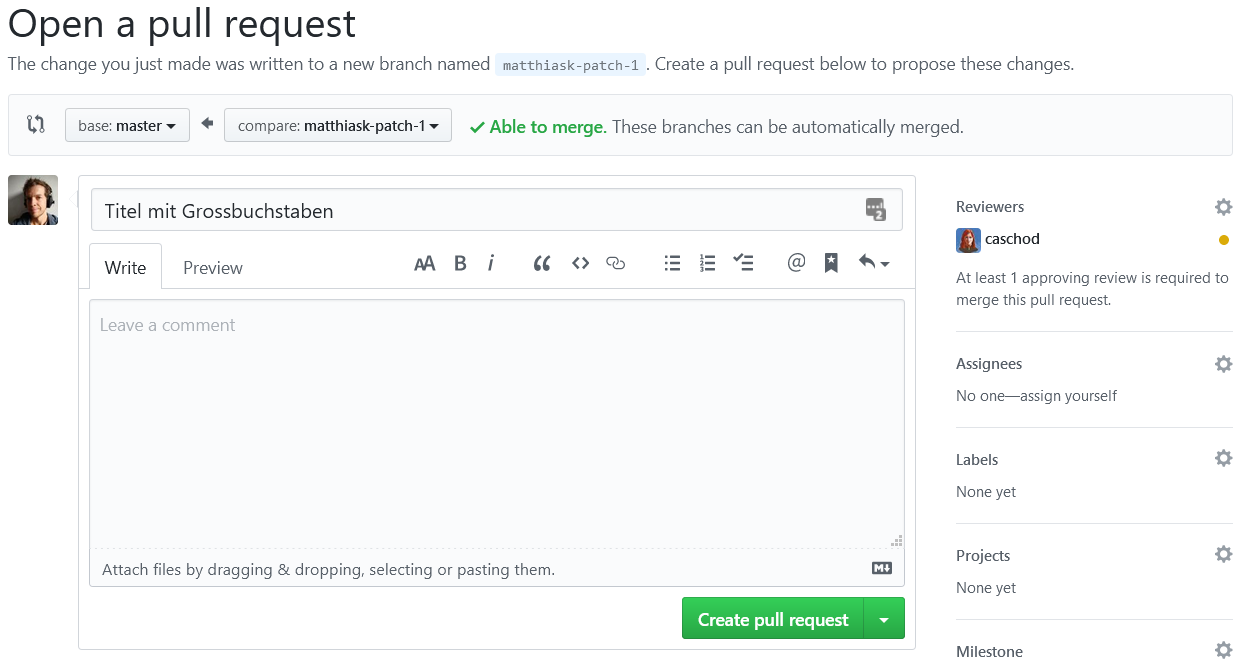 Open a pull request
The change you just made was written to a new branch named matthiask-patch-1. Create a pull request below to propose these changes.
base: master compare: matthiask-patch-1 Able to merge. These branches can be automatically merged.
Titel mit Grossbuchstaben
2
Write Preview
AA B i
@
Leave a comment
Attach files by dragging & dropping, selecting or pasting them.
M
Create pull request
Reviewers
caschod
At least 1 approving review is required to
merge this pull request.
Assignees
No one—assign yourself
Labels
None yet
Projects
None yet
Milestone